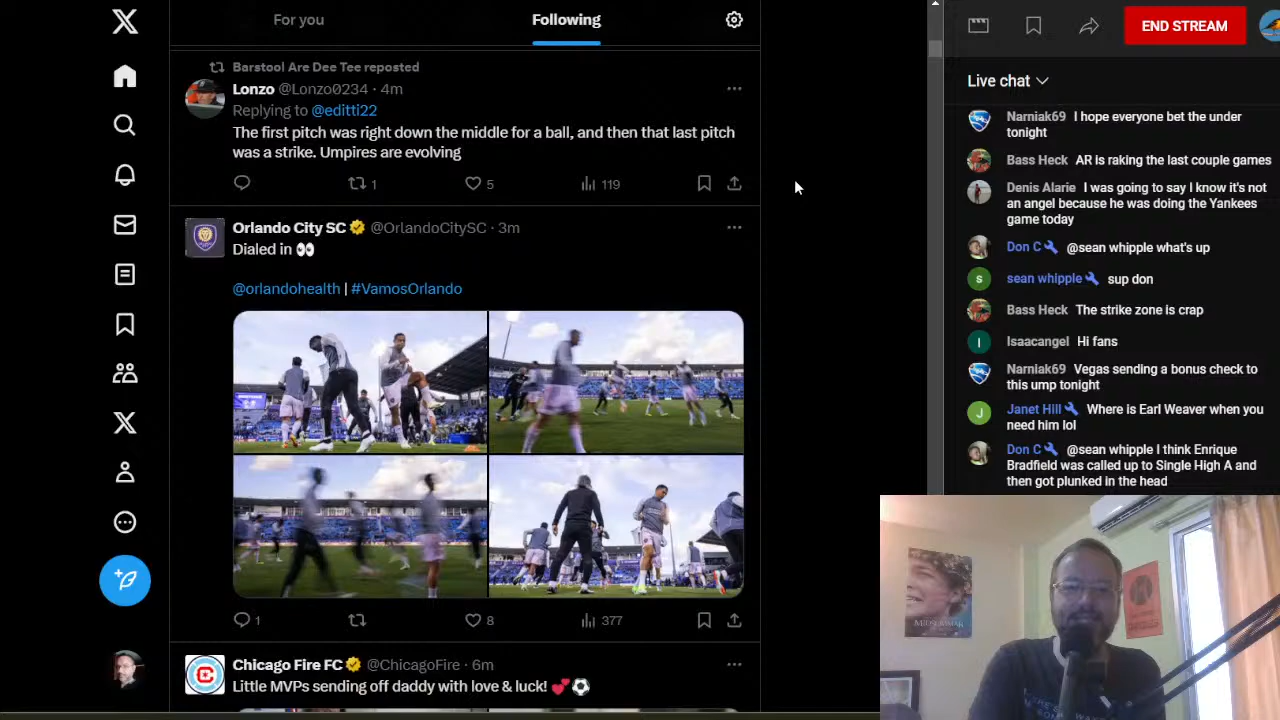 For you
Following
Barstool Are Dee Tee reposted
Lonzo @Lonzo0234 · 4m
Replying to @editti22
The first pitch was right down the middle for a ball, and then that last pitch
was a strike. Umpires are evolving
1
5
119
Orlando City SC @OrlandoCitySC · 3m
Dialed in 👀
@orlandohealth | #VamosOrlando
1
8
377
Chicago Fire FC @ChicagoFire · 6m
Little MVPs sending off daddy with love & luck! 💕⚽
END STREAM
Live chat
Narniak69 I hope everyone bet the under
tonight
Bass Heck AR is raking the last couple games
Denis Alarie I was going to say I know it's not
an angel because he was doing the Yankees
game today
Don C @sean whipple what's up
sean whipple sup don
Bass Heck The strike zone is crap
Isaacangel Hi fans
Narniak69 Vegas sending a bonus check to
this ump tonight
Janet Hill Where is Earl Weaver when you
need him lol
Don C @sean whipple I think Enrique
Bradfield was called up to Single High A and
then got plunked in the head
MIDSOMMAR